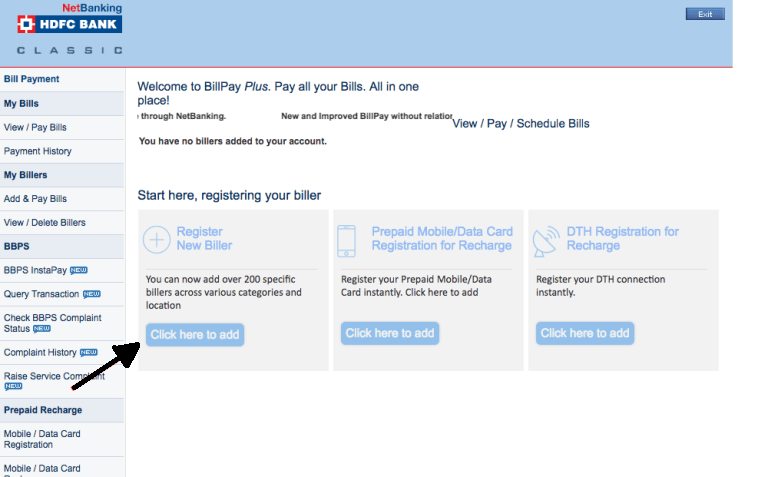 NetBanking
HDFC BANK
CLASSIC
Exit
Bill Payment
My Bills
View / Pay Bills
Payment History
My Billers
Add & Pay Bills
View / Delete Billers
BBPS
BBPS InstaPay NEW
Query Transaction NEW
Check BBPS Complaint
Status NEW
Complaint History NEW
Raise Service Complaint
NEW
Prepaid Recharge
Mobile / Data Card
Registration
Mobile / Data Card
Welcome to BillPay Plus. Pay all your Bills. All in one
place!
through NetBanking. New and Improved BillPay without
View / Pay / Schedule Bills
You have no billers added to your account.
Start here, registering your biller
Register
New Biller
You can now add over 200 specific
billers across various categories and
location
Click here to add
Prepaid Mobile/Data Card
Registration for Recharge
Register your Prepaid Mobile/Data
Card instantly. Click here to add
Click here to add
DTH Registration for
Recharge
Register your DTH connection
instantly.
Click here to add